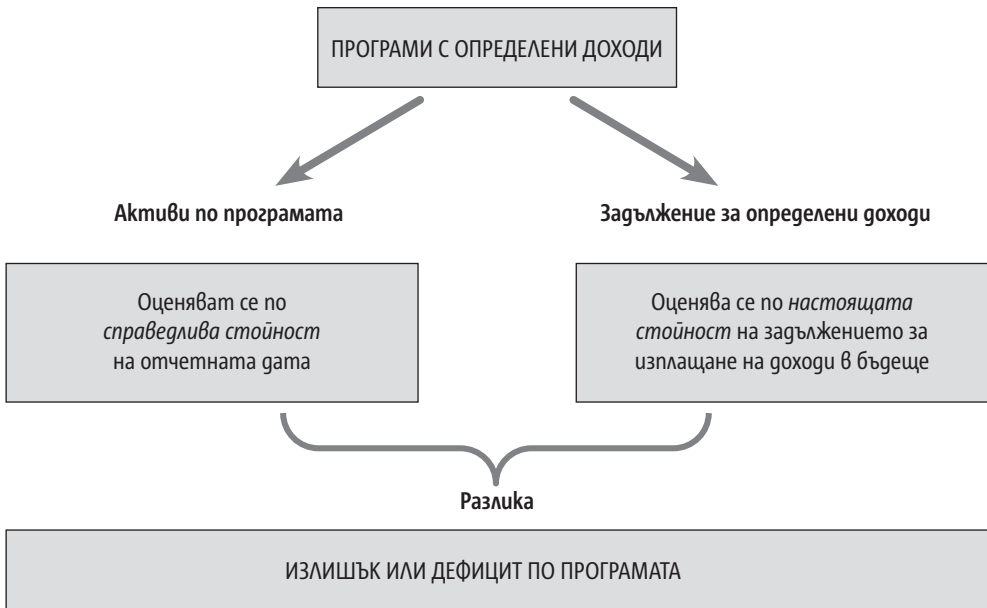 ПРОГРАМИ С ОПРЕДЕЛЕНИ ДОХОДИ
Активи по програмата
Задължение за определени доходи
Оценяват се по
справедлива стойност
на отчетната дата
Оценява се по настоящата
стойност на задължението за
изплащане на доходи в бъдеще
Разлика
ИЗЛИШЪК ИЛИ ДЕФИЦИТ ПО ПРОГРАМАТА